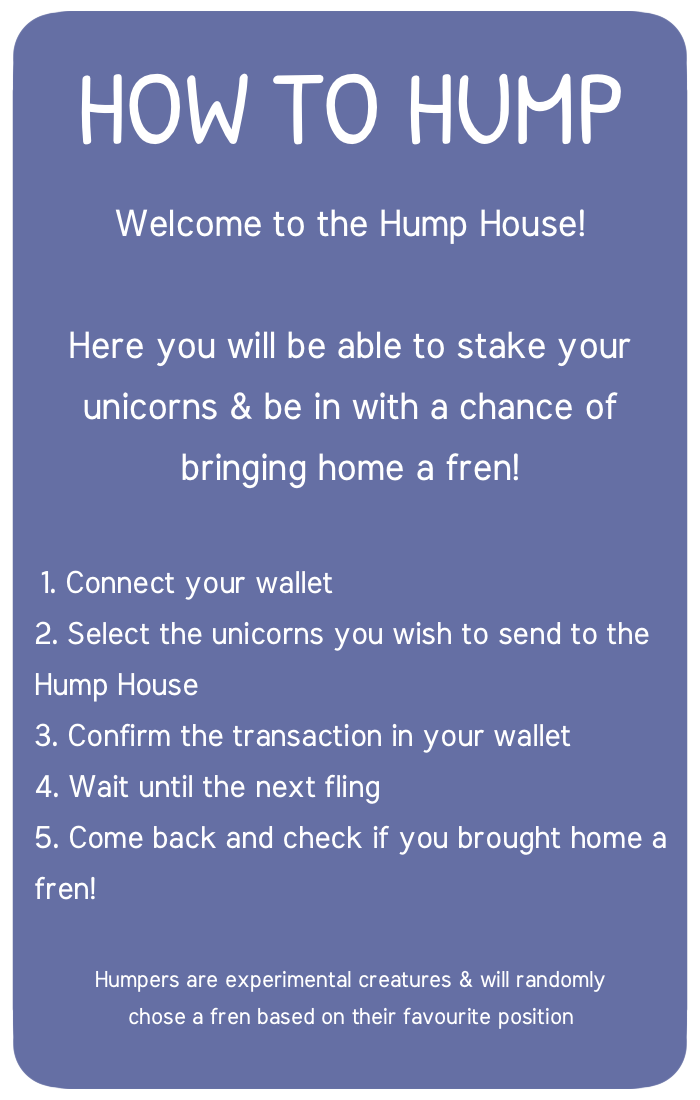 HOW TO HUMP
Welcome to the Hump House!
Here you will be able to stake your
unicorns & be in with a chance of
bringing home a fren!
1. Connect your wallet
2. Select the unicorns you wish to send to the
Hump House
3. Confirm the transaction in your wallet
4. Wait until the next fling
5. Come back and check if you brought home a
fren!
Humpers are experimental creatures & will randomly
chose a fren based on their favourite position